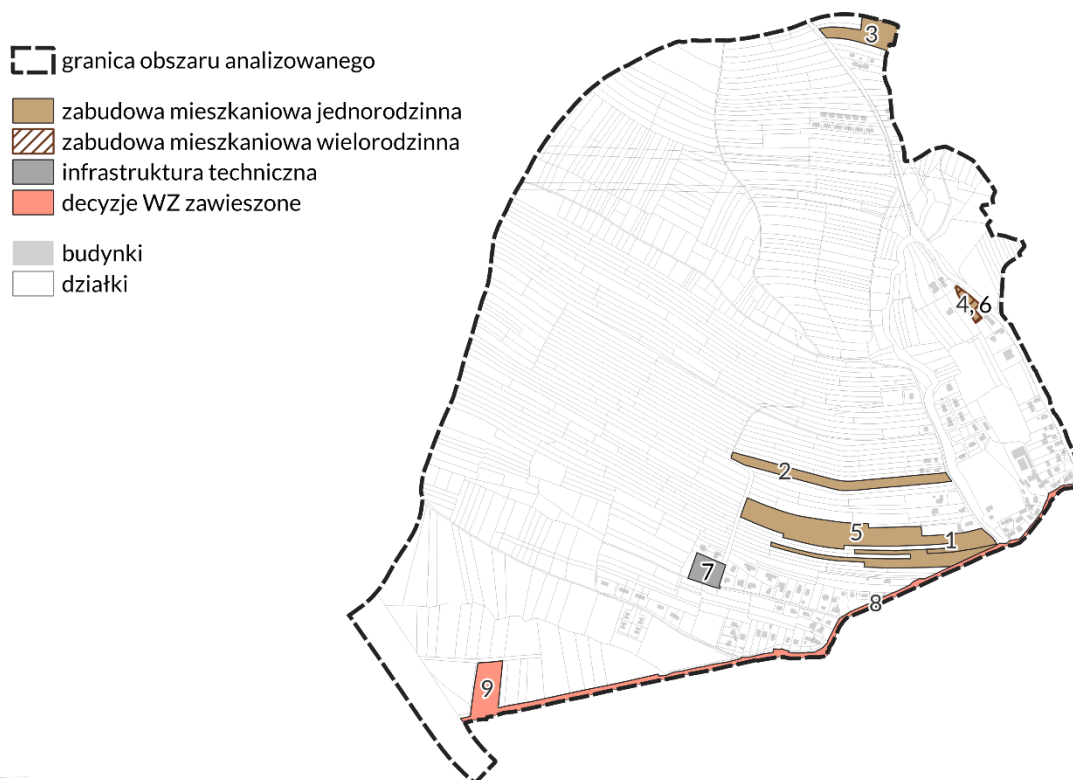 granica obszaru analizowanego
zabudowa mieszkaniowa jednorodzinna
zabudowa mieszkaniowa wielorodzinna
infrastruktura techniczna
decyzje WZ zawieszone
budynki
działki
3
4, 6
2
5
1
7
8
9